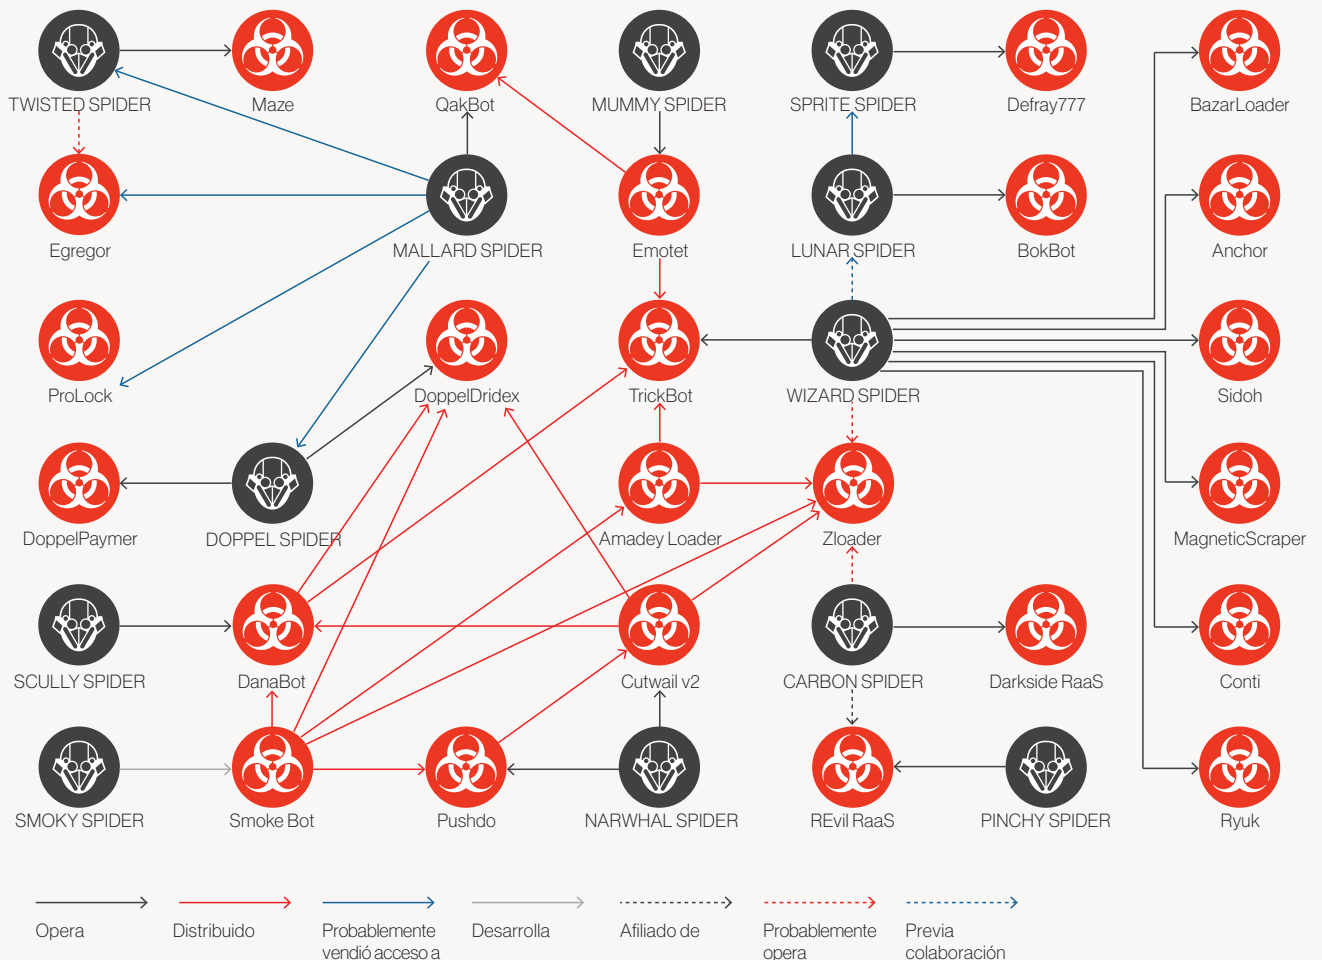 TWISTED SPIDER
Maze
QakBot
MUMMY SPIDER
SPRITE SPIDER
Defray777
BazarLoader
Egregor
MALLARD SPIDER
Emotet
LUNAR SPIDER
BokBot
Anchor
ProLock
DoppelDridex
TrickBot
WIZARD SPIDER
Sidoh
DoppelPaymer
DOPPEL SPIDER
Amadey Loader
Zloader
MagneticScraper
SCULLY SPIDER
DanaBot
Cutwail v2
CARBON SPIDER
Darkside RaaS
Conti
SMOKY SPIDER
Smoke Bot
Pushdo
NARWHAL SPIDER
REvil RaaS
PINCHY SPIDER
Ryuk
Opera
Distribuido
Probablemente
vendió acceso a
Desarrolla
Afiliado de
Probablemente
opera
Previa
colaboración